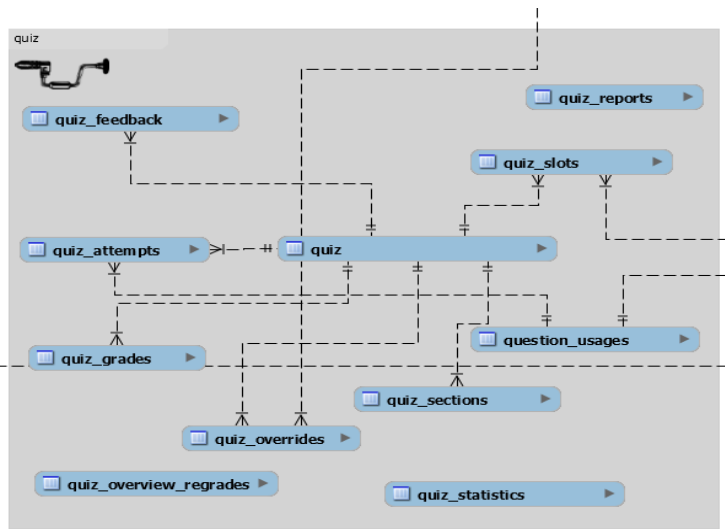 quiz
quiz_reports
quiz_feedback
quiz_slots
quiz_attempts
quiz
question_usages
quiz_grades
quiz_sections
quiz_overrides
quiz_overview_regrades
quiz_statistics